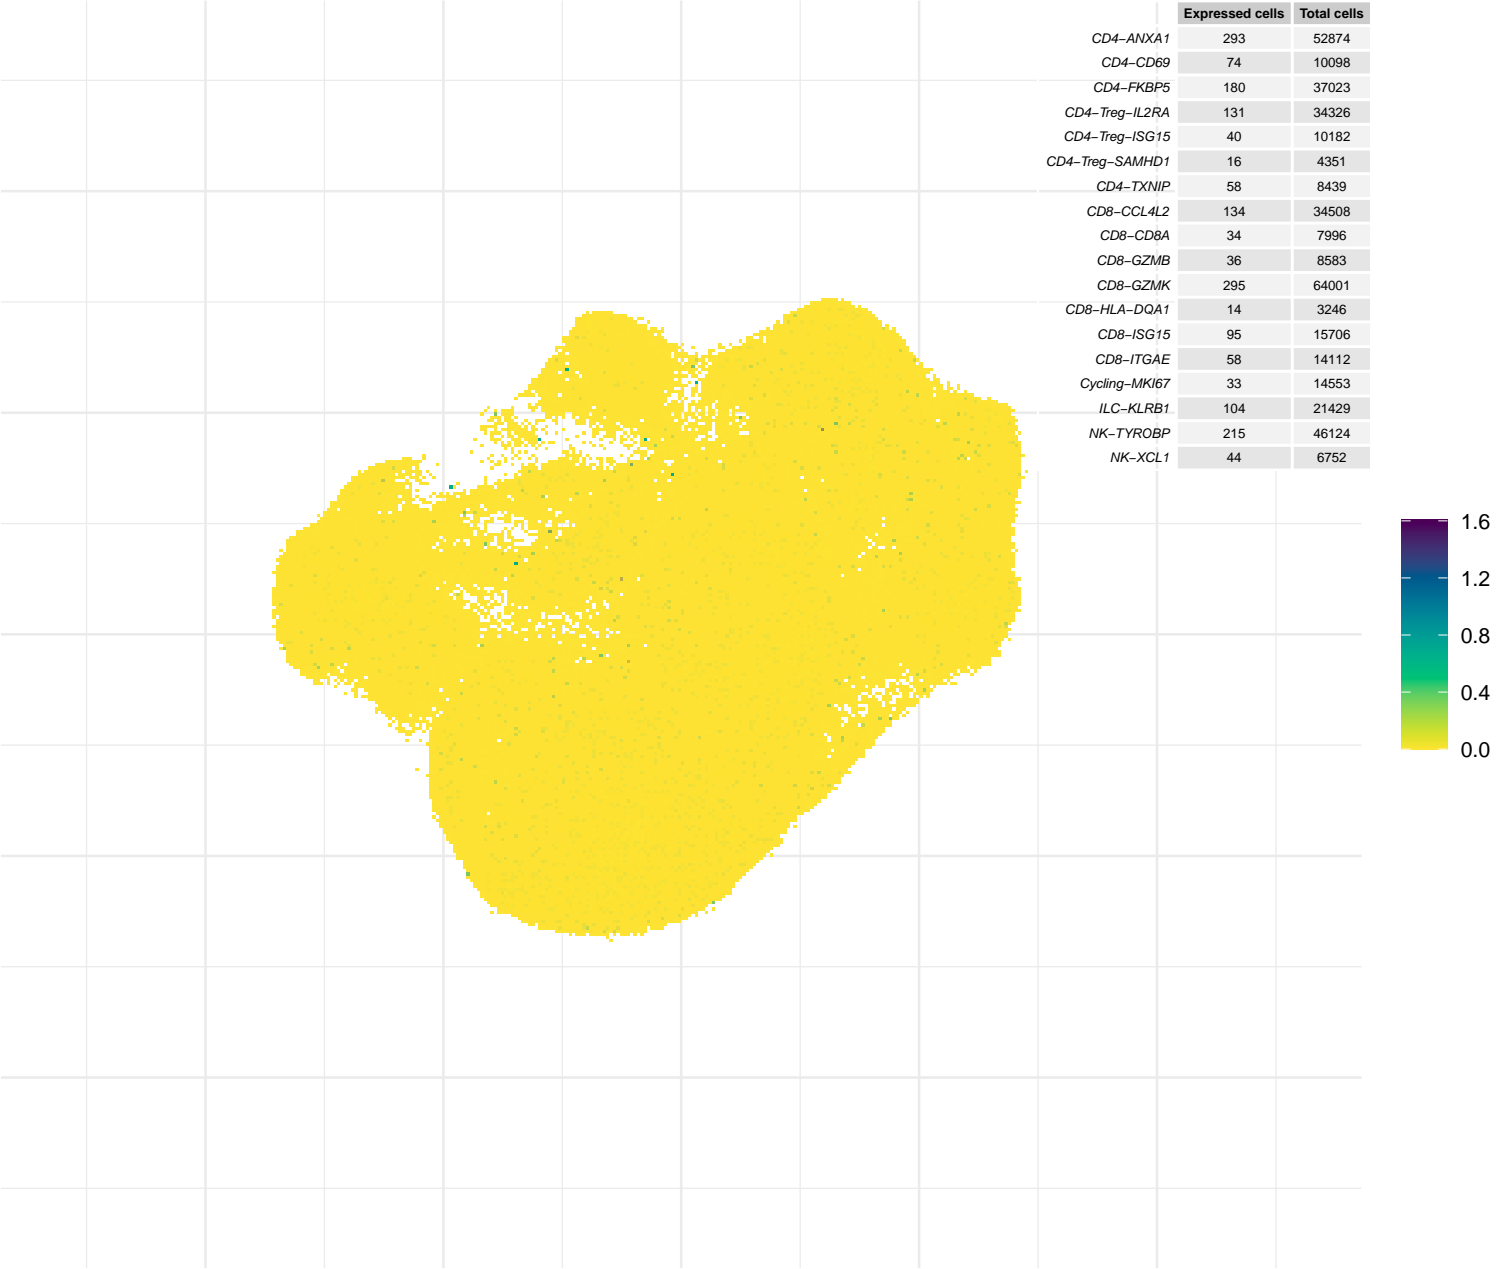 Expressed cells Total cells
CD4−ANXA1 293 52874
CD4−CD69 74 10098
CD4−FKBP5 180 37023
CD4−Treg−IL2RA 131 34326
CD4−Treg−ISG15 40 10182
CD4−Treg−SAMHD1 16 4351
CD4−TXNIP 58 8439
CD8−CCL4L2 134 34508
CD8−CD8A 34 7996
CD8−GZMB 36 8583
CD8−GZMK 295 64001
CD8−HLA−DQA1 14 3246
CD8−ISG15 95 15706
CD8−ITGAE 58 14112
Cycling−MKI67 33 14553
ILC−KLRB1 104 21429
NK−TYROBP 215 46124
NK−XCL1 44 6752
1.6
1.2
0.8
0.4
0.0